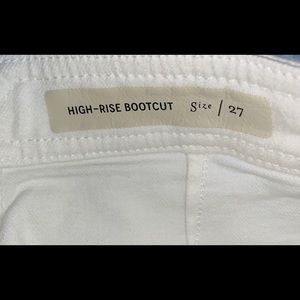 HIGH-RISE BOOTCUT Size | 27